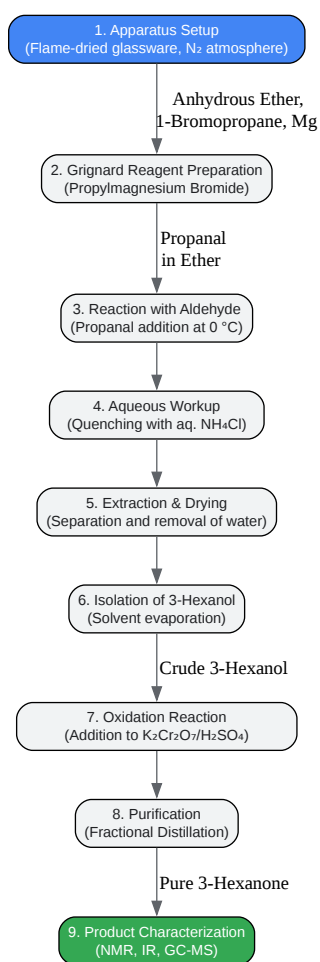 1. Apparatus Setup
(Flame-dried glassware, N₂ atmosphere)
Anhydrous Ether,
1-Bromopropane, Mg
2. Grignard Reagent Preparation
(Propylmagnesium Bromide)
Propanal
in Ether
3. Reaction with Aldehyde
(Propanal addition at 0 °C)
4. Aqueous Workup
(Quenching with aq. NH₄Cl)
5. Extraction & Drying
(Separation and removal of water)
6. Isolation of 3-Hexanol
(Solvent evaporation)
Crude 3-Hexanol
7. Oxidation Reaction
(Addition to K₂Cr₂O₇/H₂SO₄)
8. Purification
(Fractional Distillation)
Pure 3-Hexanone
9. Product Characterization
(NMR, IR, GC-MS)